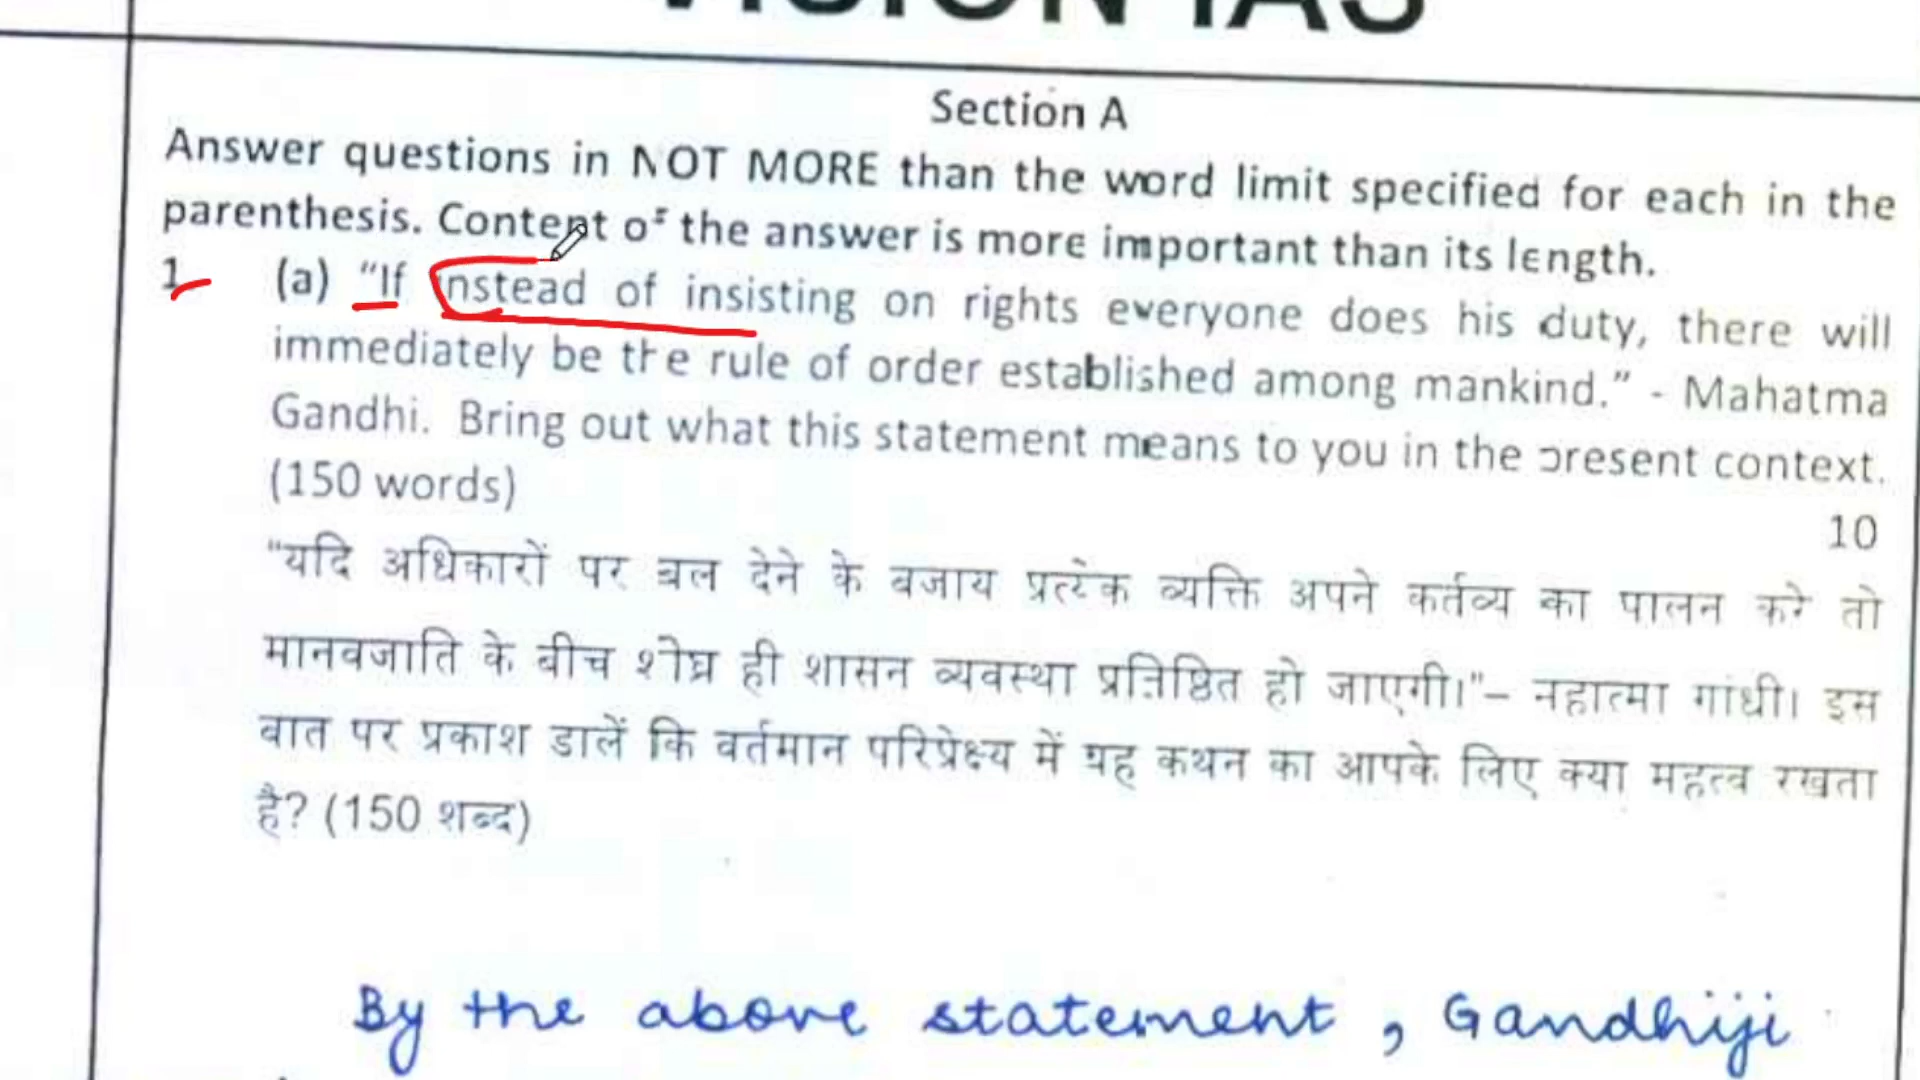 VISION IAS
Section A
Answer questions in NOT MORE than the word limit specified for each in the
parenthesis. Content of the answer is more important than its length.
1 (a) “If instead of insisting on rights everyone does his duty, there will
immediately be the rule of order established among mankind.” - Mahatma
Gandhi. Bring out what this statement means to you in the present context.
(150 words)
10
“यदि अधिकारों पर बल देने के बजाय प्रत्येक व्यक्ति अपने कर्तव्य का पालन करे तो
मानवजाति के बीच शीघ्र ही शासन व्यवस्था प्रतिष्ठित हो जाएगी।"– महात्मा गांधी। इस
बात पर प्रकाश डालें कि वर्तमान परिप्रेक्ष्य में यह कथन का आपके लिए क्या महत्व रखता
है? (150 शब्द)
By the above statement , Gandhiji